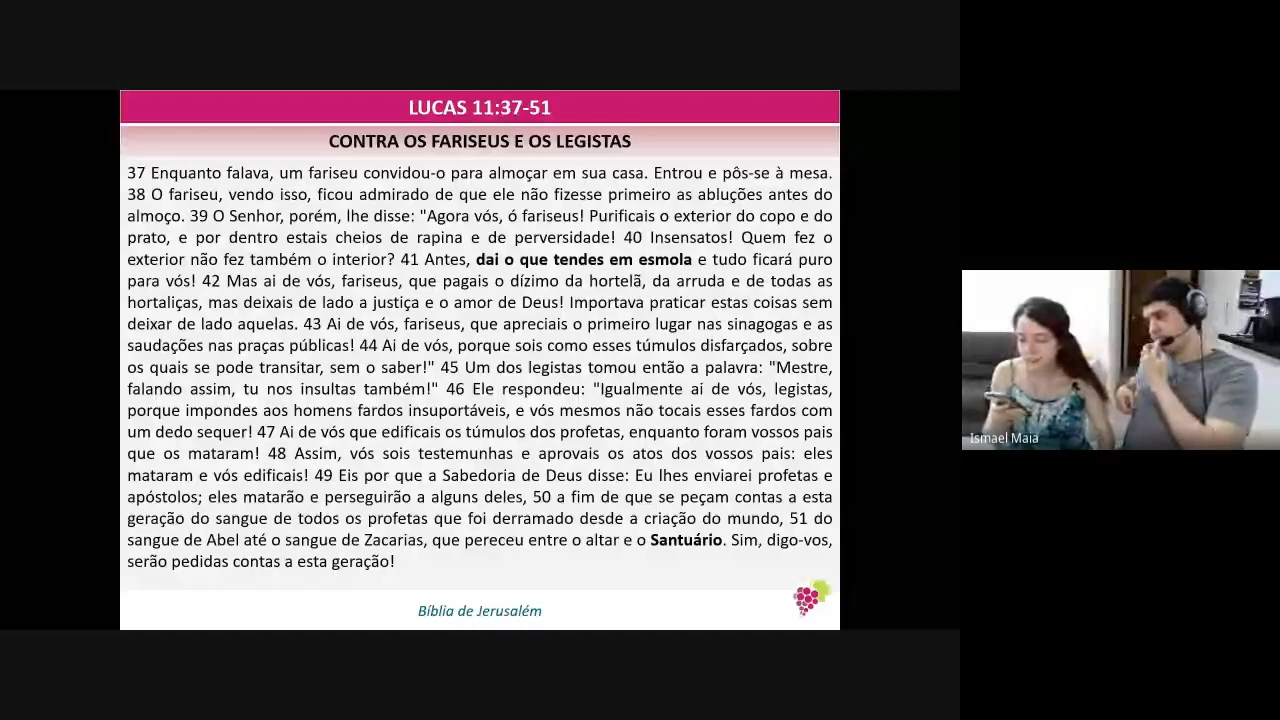 LUCAS 11:37-51
CONTRA OS FARISEUS E OS LEGISTAS
37 Enquanto falava, um fariseu convidou-o para almoçar em sua casa. Entrou e pôs-se à mesa.
38 O fariseu, vendo isso, ficou admirado de que ele não fizesse primeiro as abluções antes do
almoço. 39 O Senhor, porém, lhe disse: "Agora vós, ó fariseus! Purificais o exterior do copo e do
prato, e por dentro estais cheios de rapina e de perversidade! 40 Insensatos! Quem fez o
exterior não fez também o interior? 41 Antes, dai o que tendes em esmola e tudo ficará puro
para vós! 42 Mas ai de vós, fariseus, que pagais o dízimo da hortelã, da arruda e de todas as
hortaliças, mas deixais de lado a justiça e o amor de Deus! Importava praticar estas coisas sem
deixar de lado aquelas. 43 Ai de vós, fariseus, que apreciais o primeiro lugar nas sinagogas e as
saudações nas praças públicas! 44 Ai de vós, porque sois como esses túmulos disfarçados, sobre
os quais se pode transitar, sem o saber!" 45 Um dos legistas tomou então a palavra: "Mestre,
falando assim, tu nos insultas também!" 46 Ele respondeu: "Igualmente ai de vós, legistas,
porque impondes aos homens fardos insuportáveis, e vós mesmos não tocais esses fardos com
um dedo sequer! 47 Ai de vós que edificais os túmulos dos profetas, enquanto foram vossos pais
que os mataram! 48 Assim, vós sois testemunhas e aprovais os atos dos vossos pais: eles
mataram e vós edificais! 49 Eis por que a Sabedoria de Deus disse: Eu lhes enviarei profetas e
apóstolos; eles matarão e perseguirão a alguns deles, 50 a fim de que se peçam contas a esta
geração do sangue de todos os profetas que foi derramado desde a criação do mundo, 51 do
sangue de Abel até o sangue de Zacarias, que pereceu entre o altar e o Santuário. Sim, digo-vos,
serão pedidas contas a esta geração!
Bíblia de Jerusalém
Ismael Maia